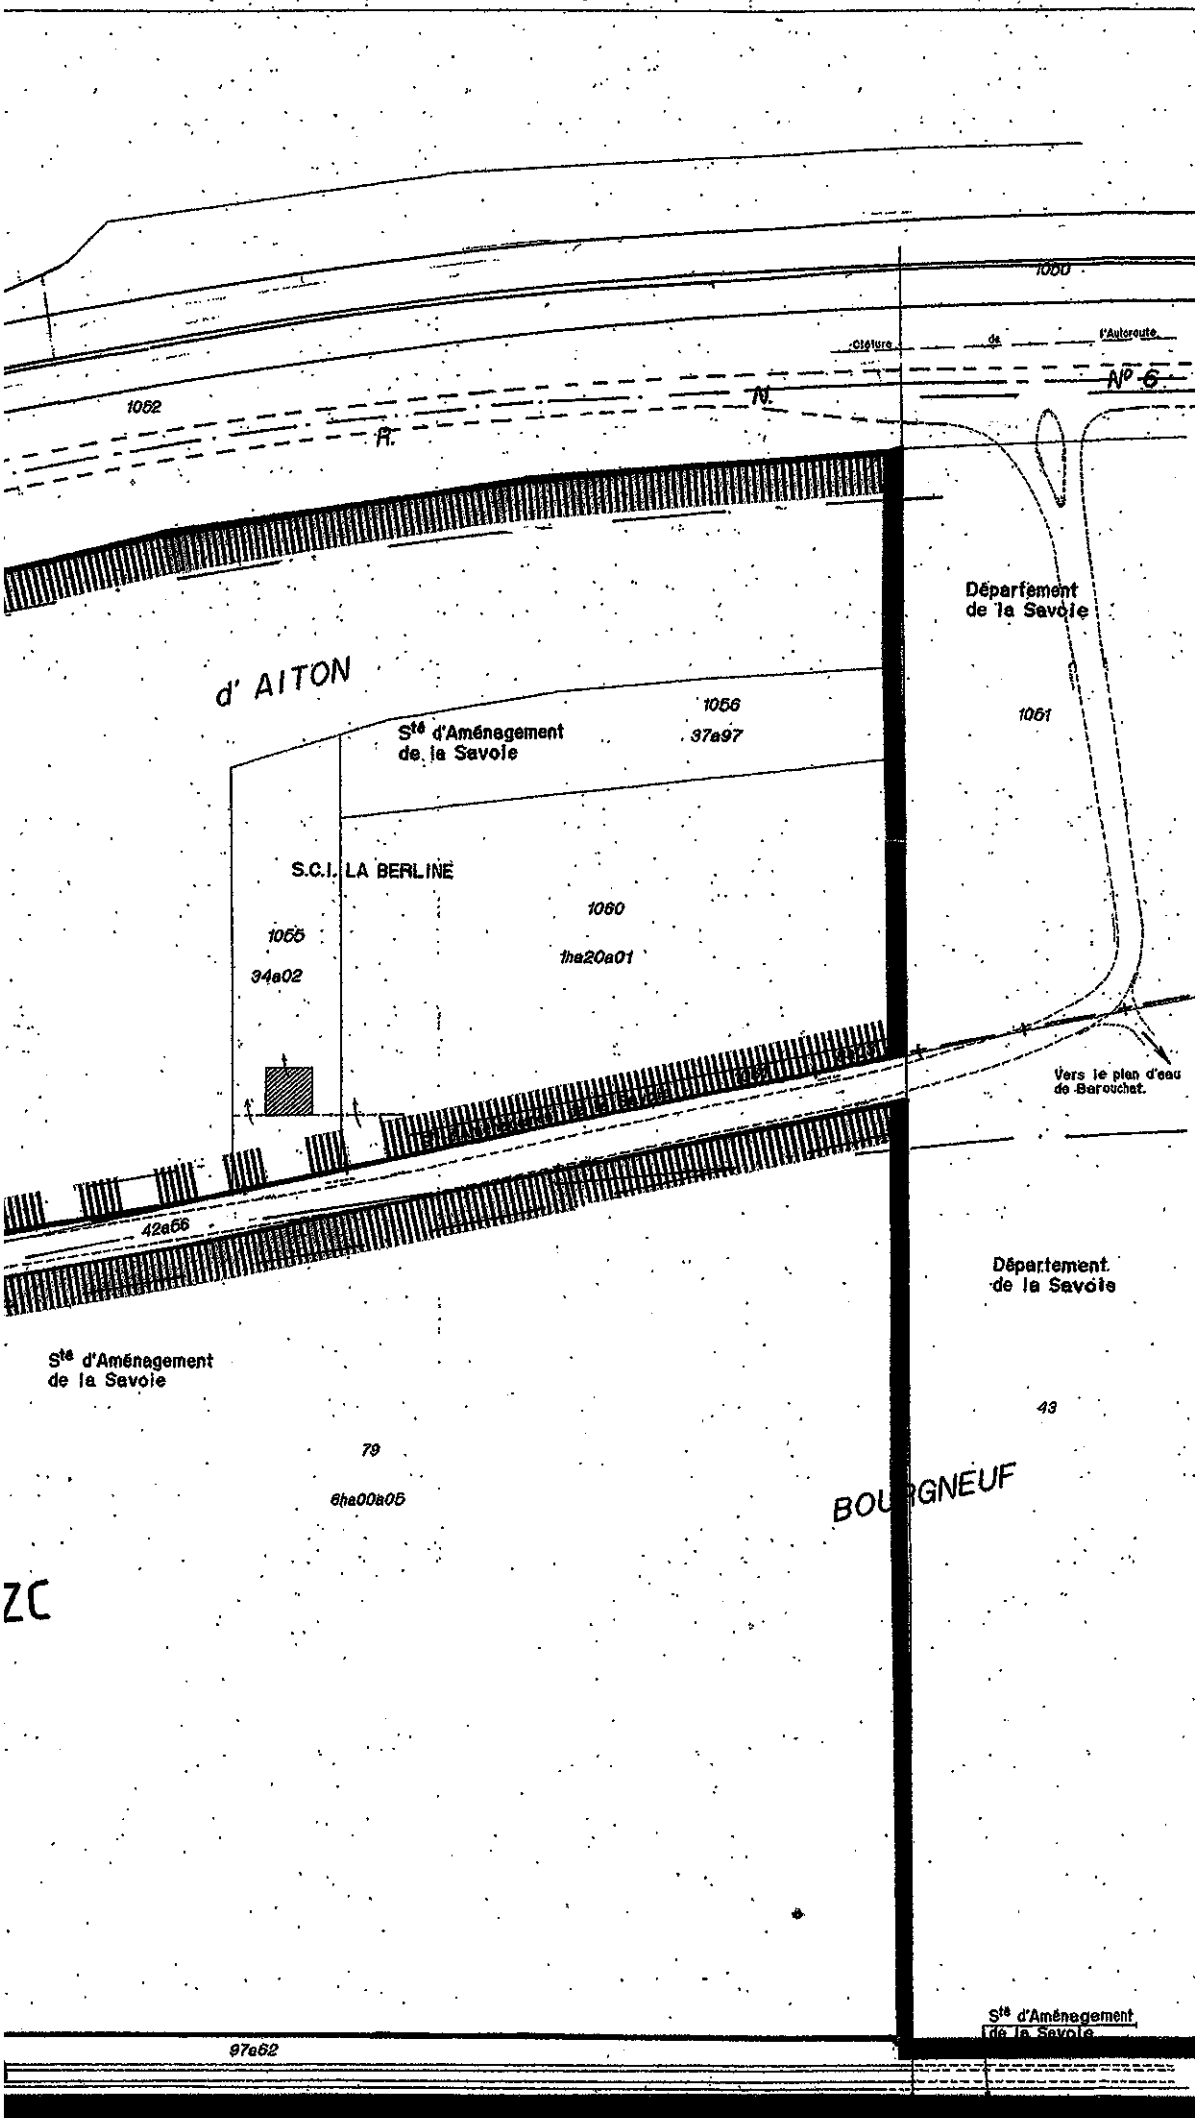 1050
Clôture de l'Autoroute
N° 6
N.
1052
R.
Département
de la Savoie
d' AITON
1056
Sté d'Aménagement
de la Savoie
37a97
1051
S.C.I. LA BERLINE
1060
1055
1ha20a01
34a02
Vers le plan d'eau
de Barouchat.
42a66
Département
de la Savoie
Sté d'Aménagement
de la Savoie
43
79
6ha00a05
BOURGNEUF
ZC
Sté d'Aménagement
de la Savoie
97a62